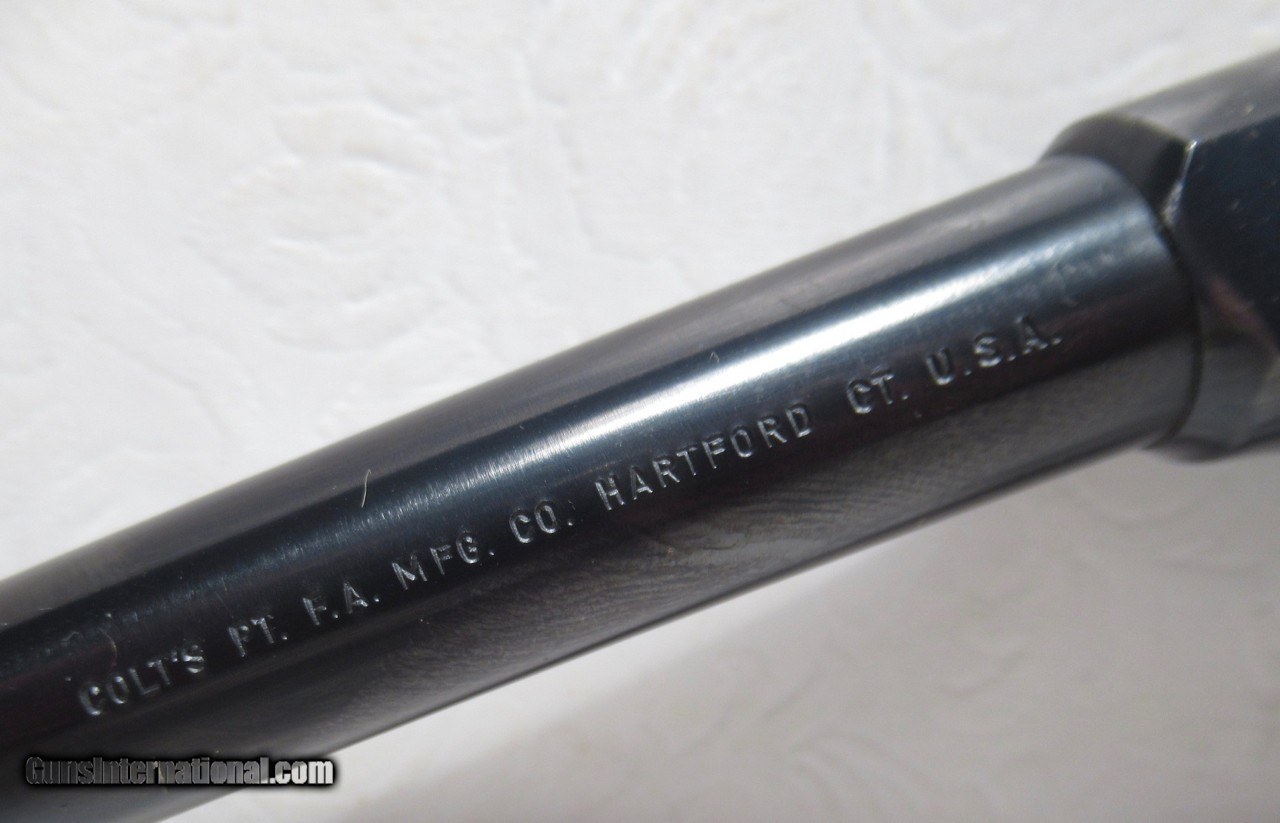 COLT'S PT. F.A. MFG. CO. HARTFORD CT. U.S.A.
GunsInternational.com